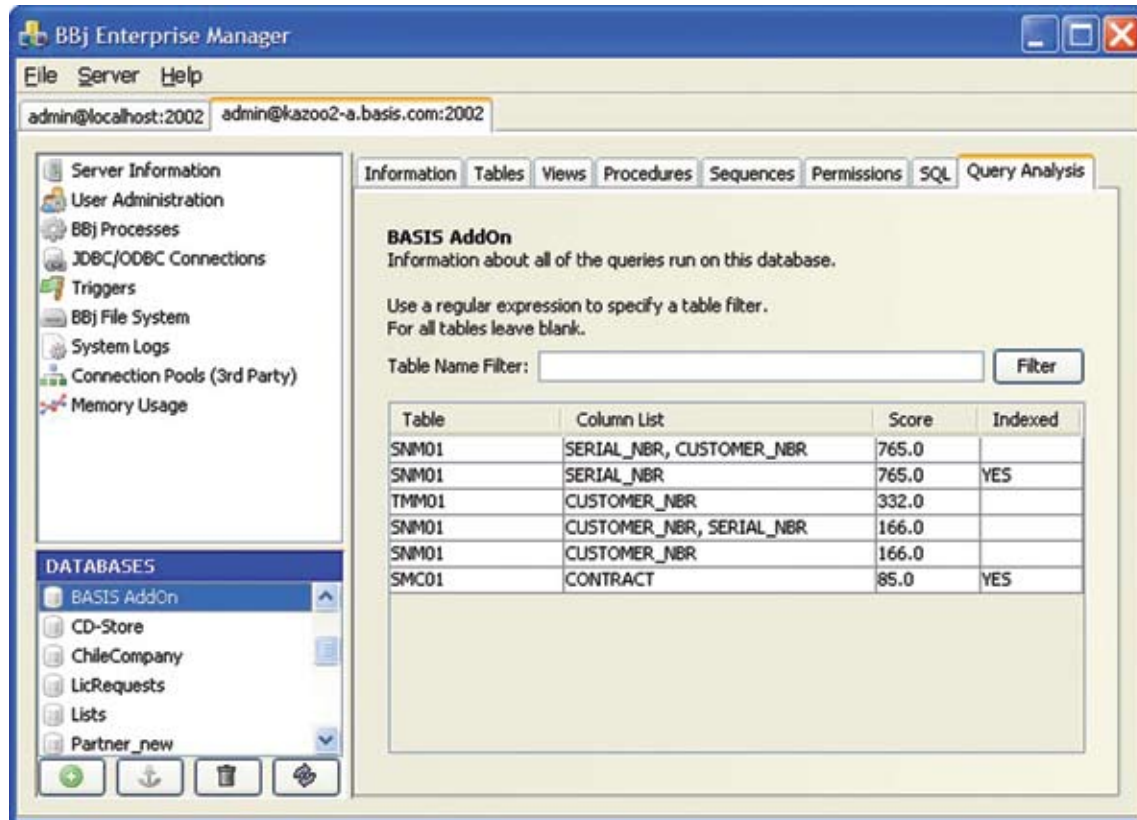 BBj Enterprise Manager
File Server Help
admin@localhost:2002 admin@kazoo2-a.basis.com:2002
Server Information
User Administration
BBj Processes
JDBC/ODBC Connections
Triggers
BBj File System
System Logs
Connection Pools (3rd Party)
Memory Usage
DATABASES
BASIS AddOn
CD-Store
ChileCompany
LicRequests
Lists
Partner_new
Information Tables Views Procedures Sequences Permissions SQL Query Analysis
BASIS AddOn
Information about all of the queries run on this database.
Use a regular expression to specify a table filter.
For all tables leave blank.
Table Name Filter: Filter
Table Column List Score Indexed
SNM01 SERIAL_NBR, CUSTOMER_NBR 765.0
SNM01 SERIAL_NBR 765.0 YES
TMM01 CUSTOMER_NBR 332.0
SNM01 CUSTOMER_NBR, SERIAL_NBR 166.0
SNM01 CUSTOMER_NBR 166.0
SMC01 CONTRACT 85.0 YES